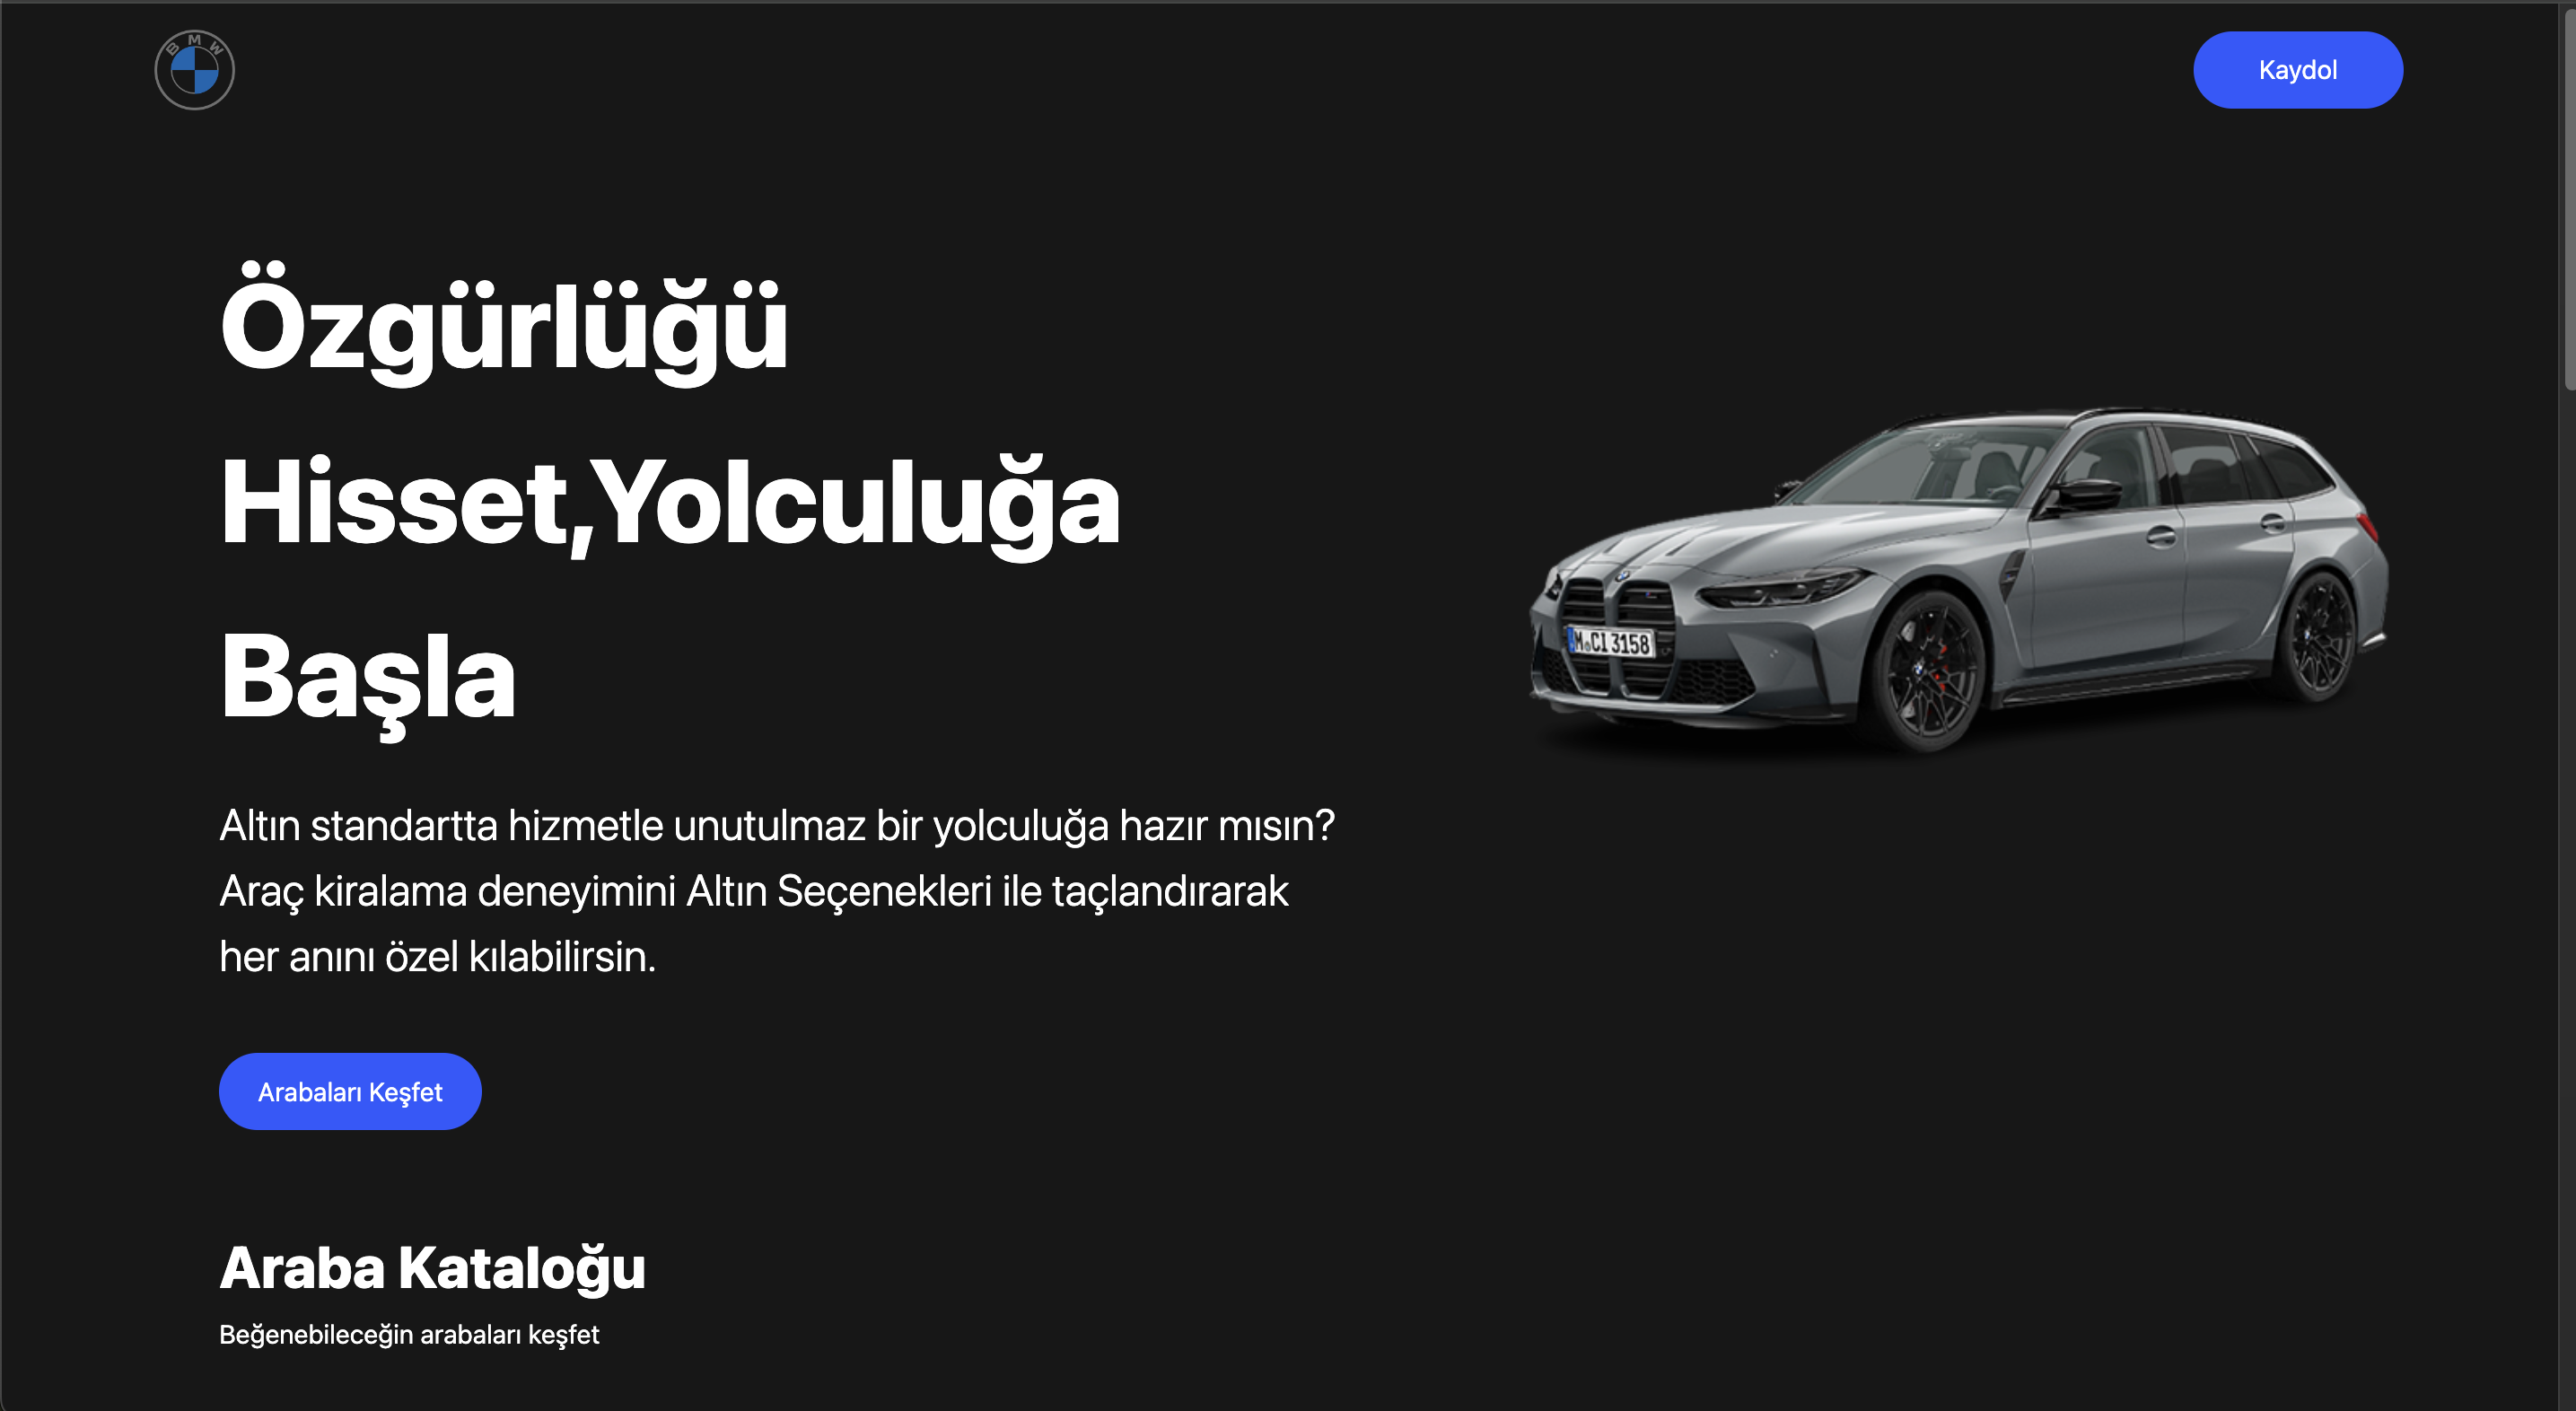 BMW
Kaydol
Özgürlüğü
Hisset,Yolculuğa
Başla
M CI 3158
Altın standartta hizmetle unutulmaz bir yolculuğa hazır mısın?
Araç kiralama deneyimini Altın Seçenekleri ile taçlandırarak
her anını özel kılabilirsin.
Arabaları Keşfet
Araba Kataloğu
Beğenebileceğin arabaları keşfet